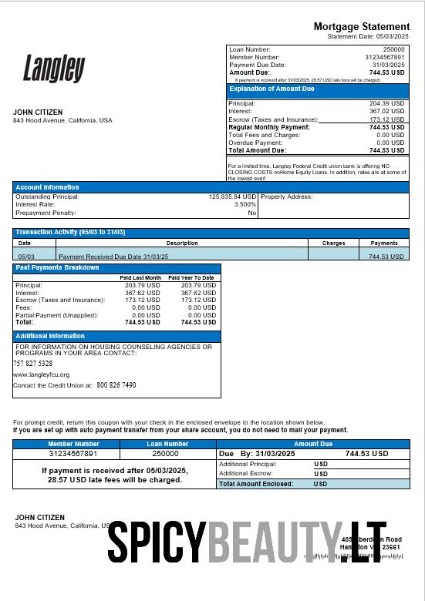 Mortgage Statement
Statement Date: 05/03/2025
Langley
Loan Number: 250000
Member Number: 31234567891
Payment Due Date: 31/03/2025
Amount Due: 744.53 USD
If payment is received after 31/03/2025, 28.57 USD late fees will be charged.
Explanation of Amount Due
Principal: 204.39 USD
Interest: 367.02 USD
Escrow (Taxes and Insurance): 173.12 USD
Regular Monthly Payment: 744.53 USD
Total Fees and Charges: 0.00 USD
Overdue Payment: 0.00 USD
Total Amount Due: 744.53 USD
JOHN CITIZEN
843 Hood Avenue, California, USA
For a limited time, Langley Federal Credit union bank is offering NO
CLOSING COSTS onHome Equity Loans. In addition, rates are at some of
the lowest ever!
Account Information
Outstanding Principal: 125,635.84 USD Property Address:
Interest Rate: 3.500%
Prepayment Penalty: No
Transaction Activity (05/03 to 31/03)
Date Description Charges Payments
05/03 Payment Received Due Date 31/03/25 744.53 USD
Past Payments Breakdown
Paid Last Month Paid Year To Date
Principal: 203.79 USD 203.79 USD
Interest: 367.62 USD 367.62 USD
Escrow (Taxes and Insurance): 173.12 USD 173.12 USD
Fees: 0.00 USD 0.00 USD
Partial Payment (Unapplied): 0.00 USD 0.00 USD
Total: 744.53 USD 744.53 USD
Additional Information
FOR INFORMATION ON HOUSING COUNSELING AGENCIES OR
PROGRAMS IN YOUR AREA CONTACT:
757 827 5328
www.langleyfcu.org
Contact the Credit Union at: 800 826 7490
For prompt credit, return this coupon with your check in the enclosed envelope to the location shown below.
If you are set up with auto payment transfer from your share account, you do not need to mail your payment.
Member Number Loan Number Amount Due
31234567891 250000 Due By: 31/03/2025 744.53 USD
If payment is received after 05/03/2025,
28.57 USD late fees will be charged.
Additional Principal: USD
Additional Escrow: USD
Total Amount Enclosed: USD
JOHN CITIZEN
843 Hood Avenue, California, US
SPICYBEAUTY.LT
Road
23661